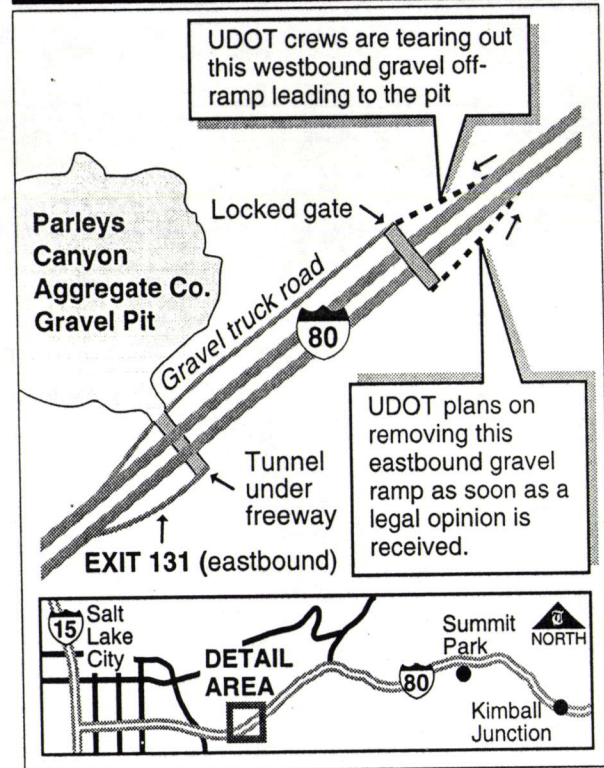 UDOT crews are tearing out
this westbound gravel off-
ramp leading to the pit
Locked gate
Parleys
Canyon
Aggregate Co.
Gravel Pit
Gravel truck road
80
UDOT plans on
removing this
eastbound gravel
ramp as soon as a
legal opinion is
received.
Tunnel
under
freeway
EXIT 131 (eastbound)
15
Salt
Lake
City
DETAIL
AREA
80
Summit
Park
T
NORTH
Kimball
Junction